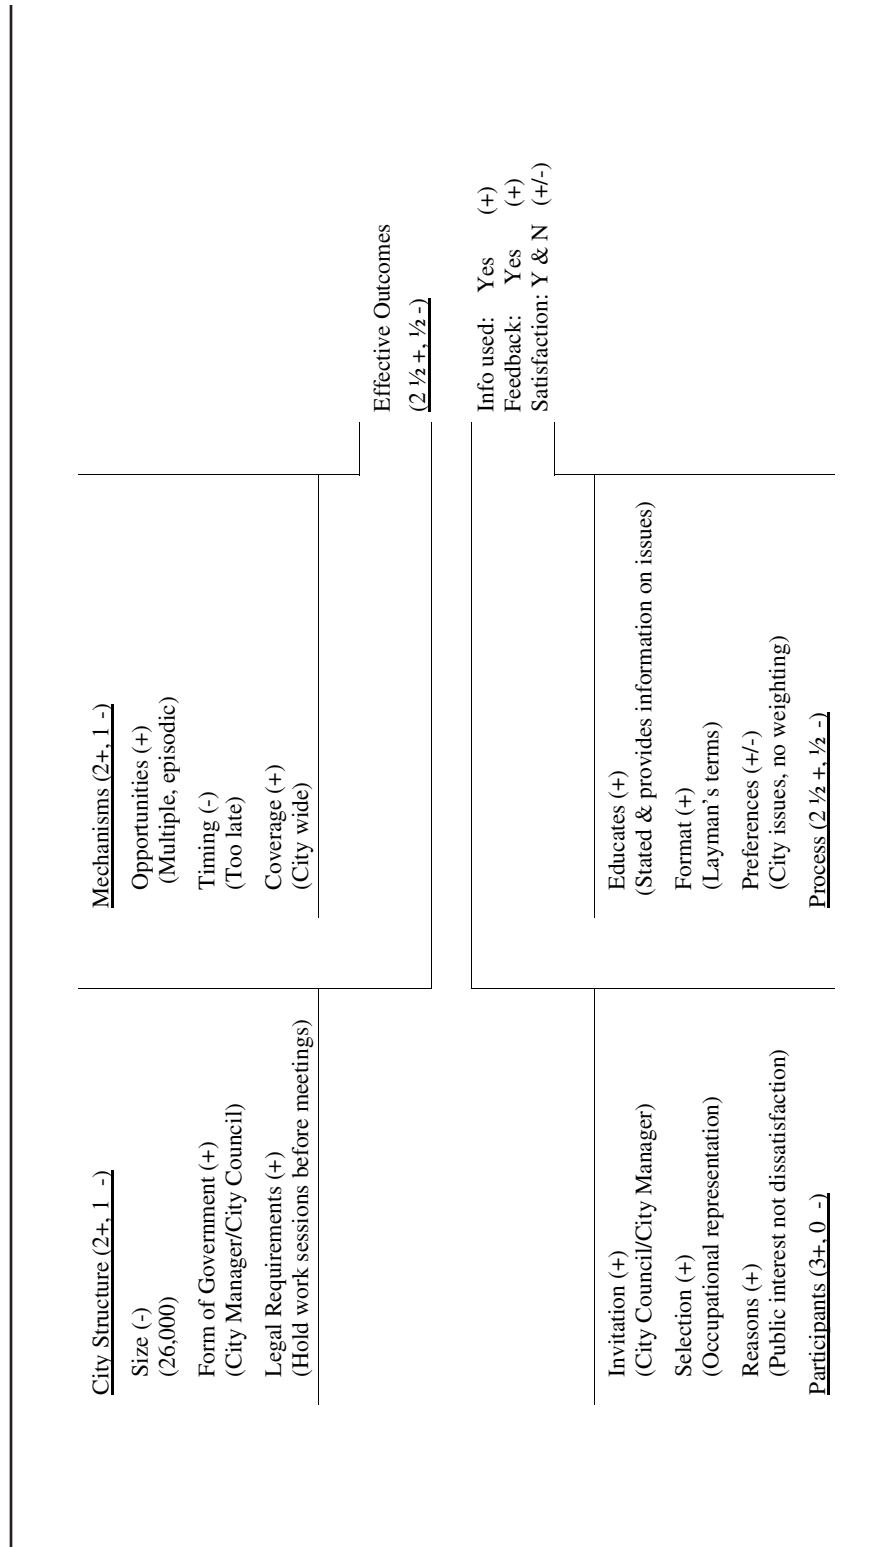 City Structure (2+, 1 -)
Size (-)
(26,000)
Form of Government (+)
(City Manager/City Council)
Legal Requirements (+)
(Hold work sessions before meetings)
Mechanisms (2+, 1 -)
Opportunities (+)
(Multiple, episodic)
Timing (-)
(Too late)
Coverage (+)
(City wide)
Effective Outcomes
(2 ½ +, ½ -)
Info used: Yes (+)
Feedback: Yes (+)
Satisfaction: Y & N (+/-)
Invitation (+)
(City Council/City Manager)
Selection (+)
(Occupational representation)
Reasons (+)
(Public interest not dissatisfaction)
Participants (3+, 0 -)
Educates (+)
(Stated & provides information on issues)
Format (+)
(Layman's terms)
Preferences (+/-)
(City issues, no weighting)
Process (2 ½ +, ½ -)